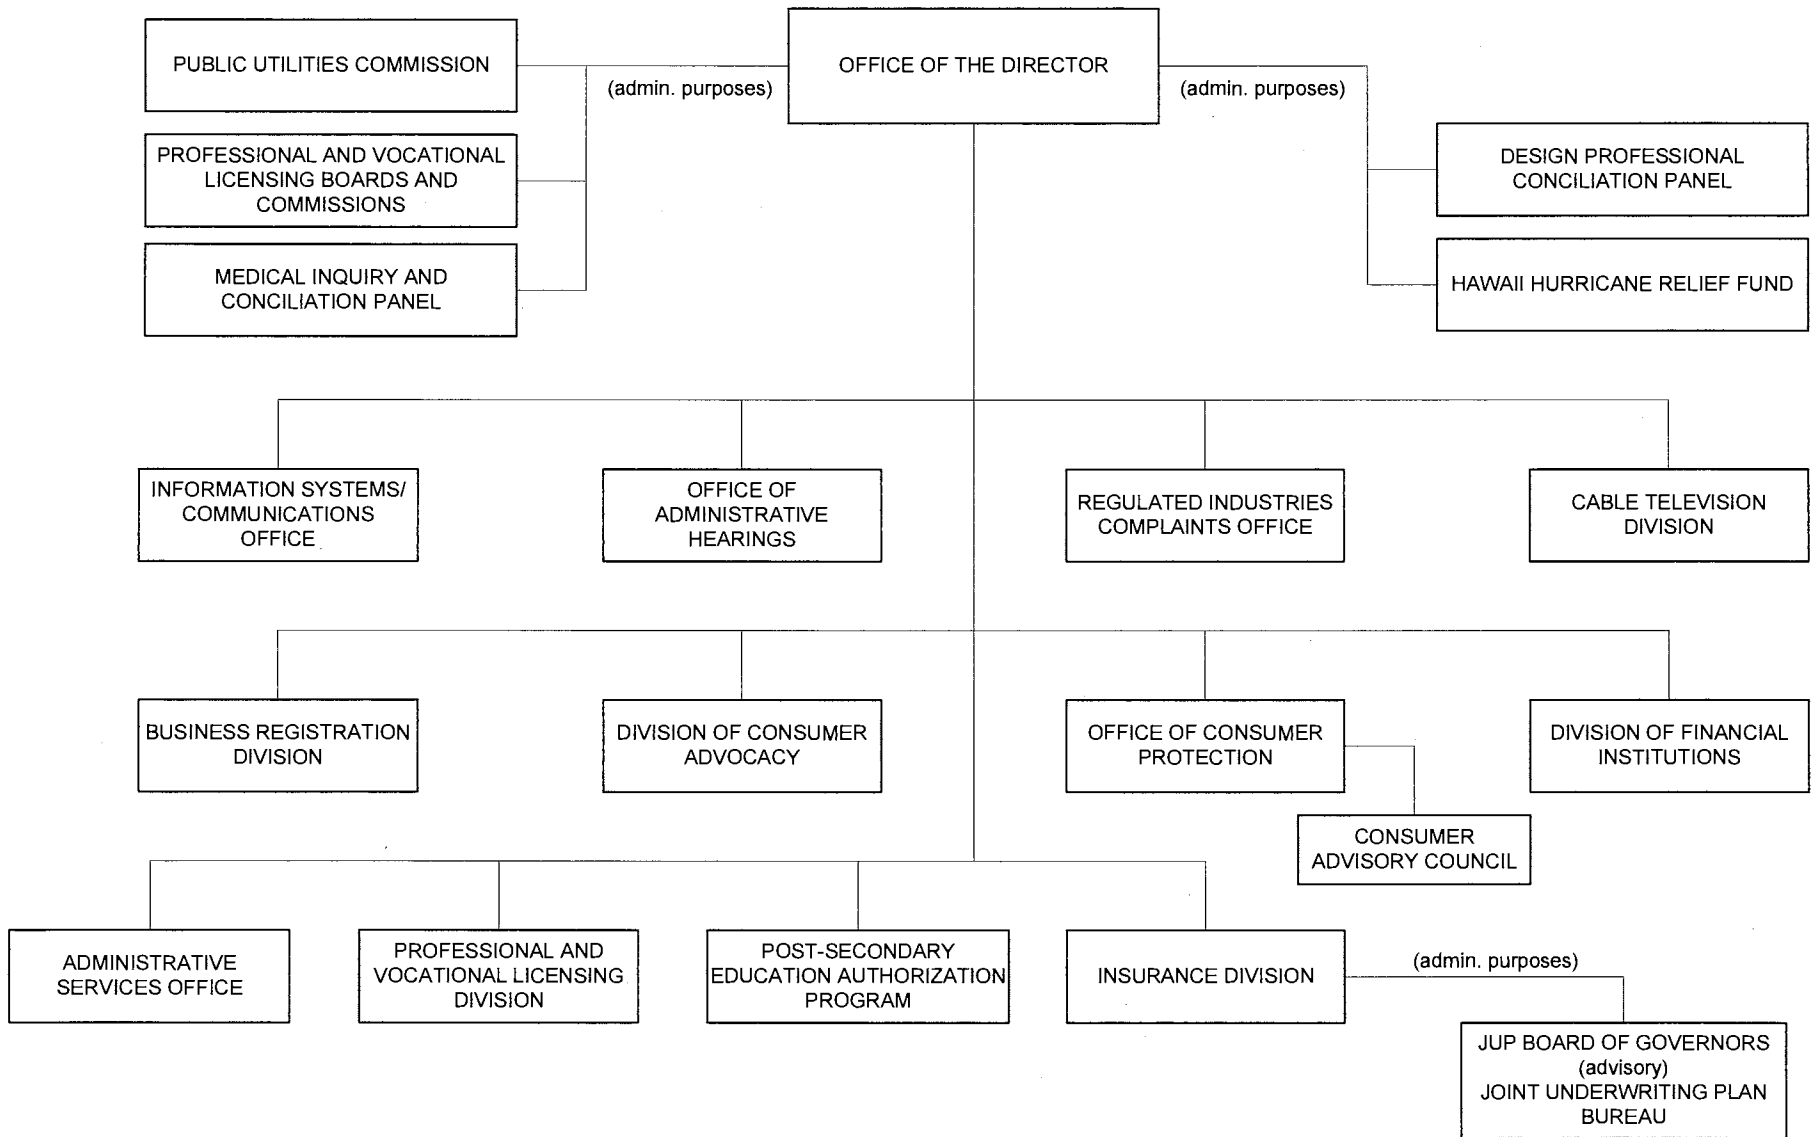 PUBLIC UTILITIES COMMISSION
OFFICE OF THE DIRECTOR
(admin. purposes)
(admin. purposes)
PROFESSIONAL AND VOCATIONAL
LICENSING BOARDS AND
COMMISSIONS
DESIGN PROFESSIONAL
CONCILIATION PANEL
MEDICAL INQUIRY AND
CONCILIATION PANEL
HAWAII HURRICANE RELIEF FUND
INFORMATION SYSTEMS/
COMMUNICATIONS
OFFICE
OFFICE OF
ADMINISTRATIVE
HEARINGS
REGULATED INDUSTRIES
COMPLAINTS OFFICE
CABLE TELEVISION
DIVISION
BUSINESS REGISTRATION
DIVISION
DIVISION OF CONSUMER
ADVOCACY
OFFICE OF CONSUMER
PROTECTION
DIVISION OF FINANCIAL
INSTITUTIONS
CONSUMER
ADVISORY COUNCIL
ADMINISTRATIVE
SERVICES OFFICE
PROFESSIONAL AND
VOCATIONAL LICENSING
DIVISION
POST-SECONDARY
EDUCATION AUTHORIZATION
PROGRAM
INSURANCE DIVISION
(admin. purposes)
JUP BOARD OF GOVERNORS
(advisory)
JOINT UNDERWRITING PLAN
BUREAU